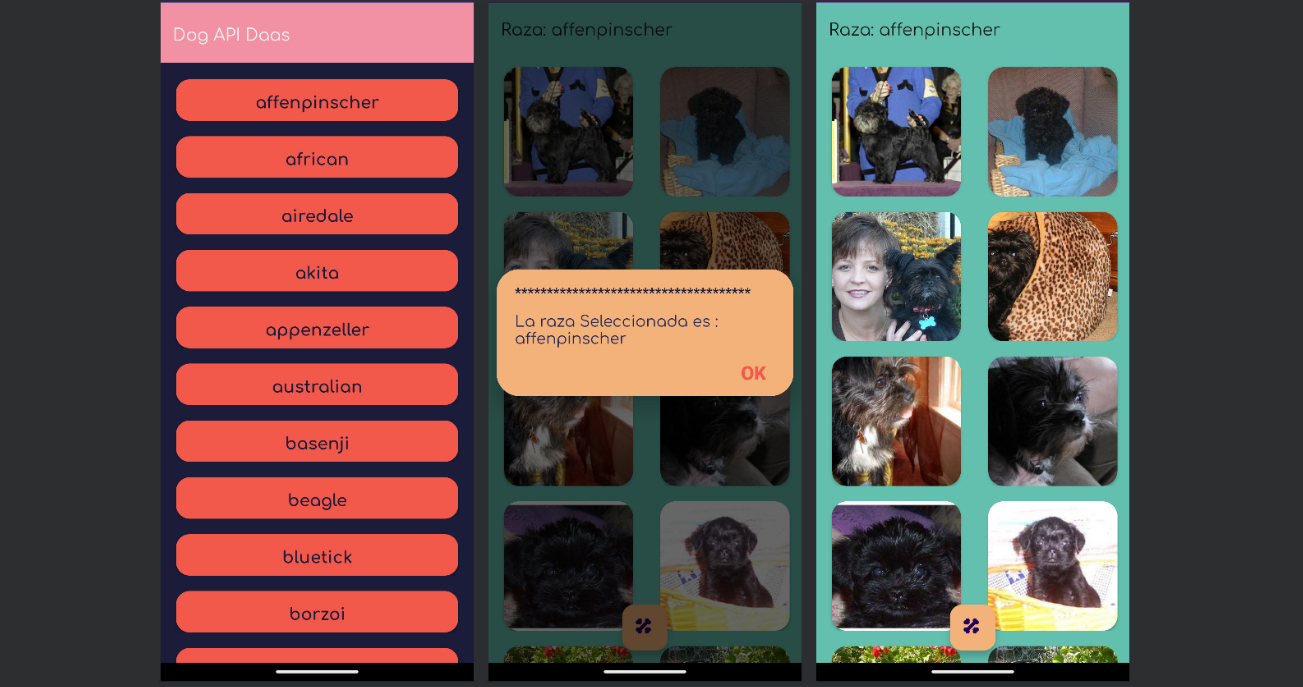 Dog API Daas
affenpinscher
african
airedale
akita
appenzeller
australian
basenji
beagle
bluetick
borzoi
Raza: affenpinscher
*************************************
La raza Seleccionada es :
affenpinscher
OK
Raza: affenpinscher